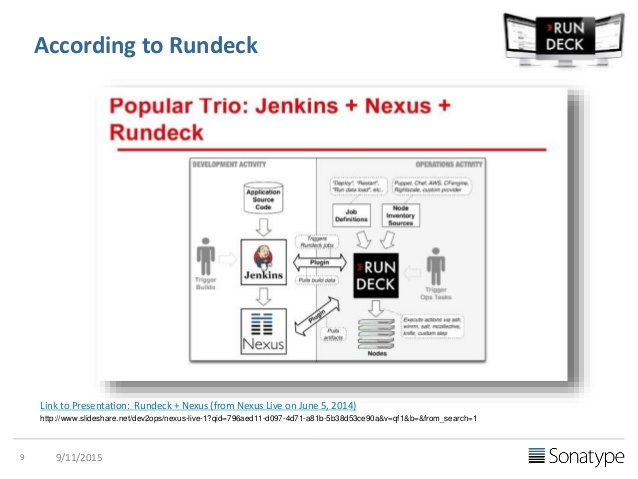 According to Rundeck
RUN
DECK
Popular Trio: Jenkins + Nexus +
Rundeck
DEVELOPMENT ACTIVITY
OPERATIONS ACTIVITY
Application
Source
Code
"Deploy", "Restart",
"Run data load", etc..
Puppet, Chef, AWS, CFengine,
Rightscale, custom provider
Job
Definitions
Node
Inventory
Sources
Trigger
Builds
Jenkins
Triggers
Rundeck jobs
Plugin
Pulls build data
RUN
DECK
Trigger
Ops Tasks
Nexus
Plugin
Pulls
artifacts
Nodes
Execute actions via ssh,
winrm, salt, mcollective,
knife, custom step
Link to Presentation: Rundeck + Nexus (from Nexus Live on June 5, 2014)
http://www.slideshare.net/dev2ops/nexus-live-1?qid=796aed11-d097-4d71-a81b-5b38d53ce90a&v=qf1&b=&from_search=1
9
9/11/2015
Sonatype